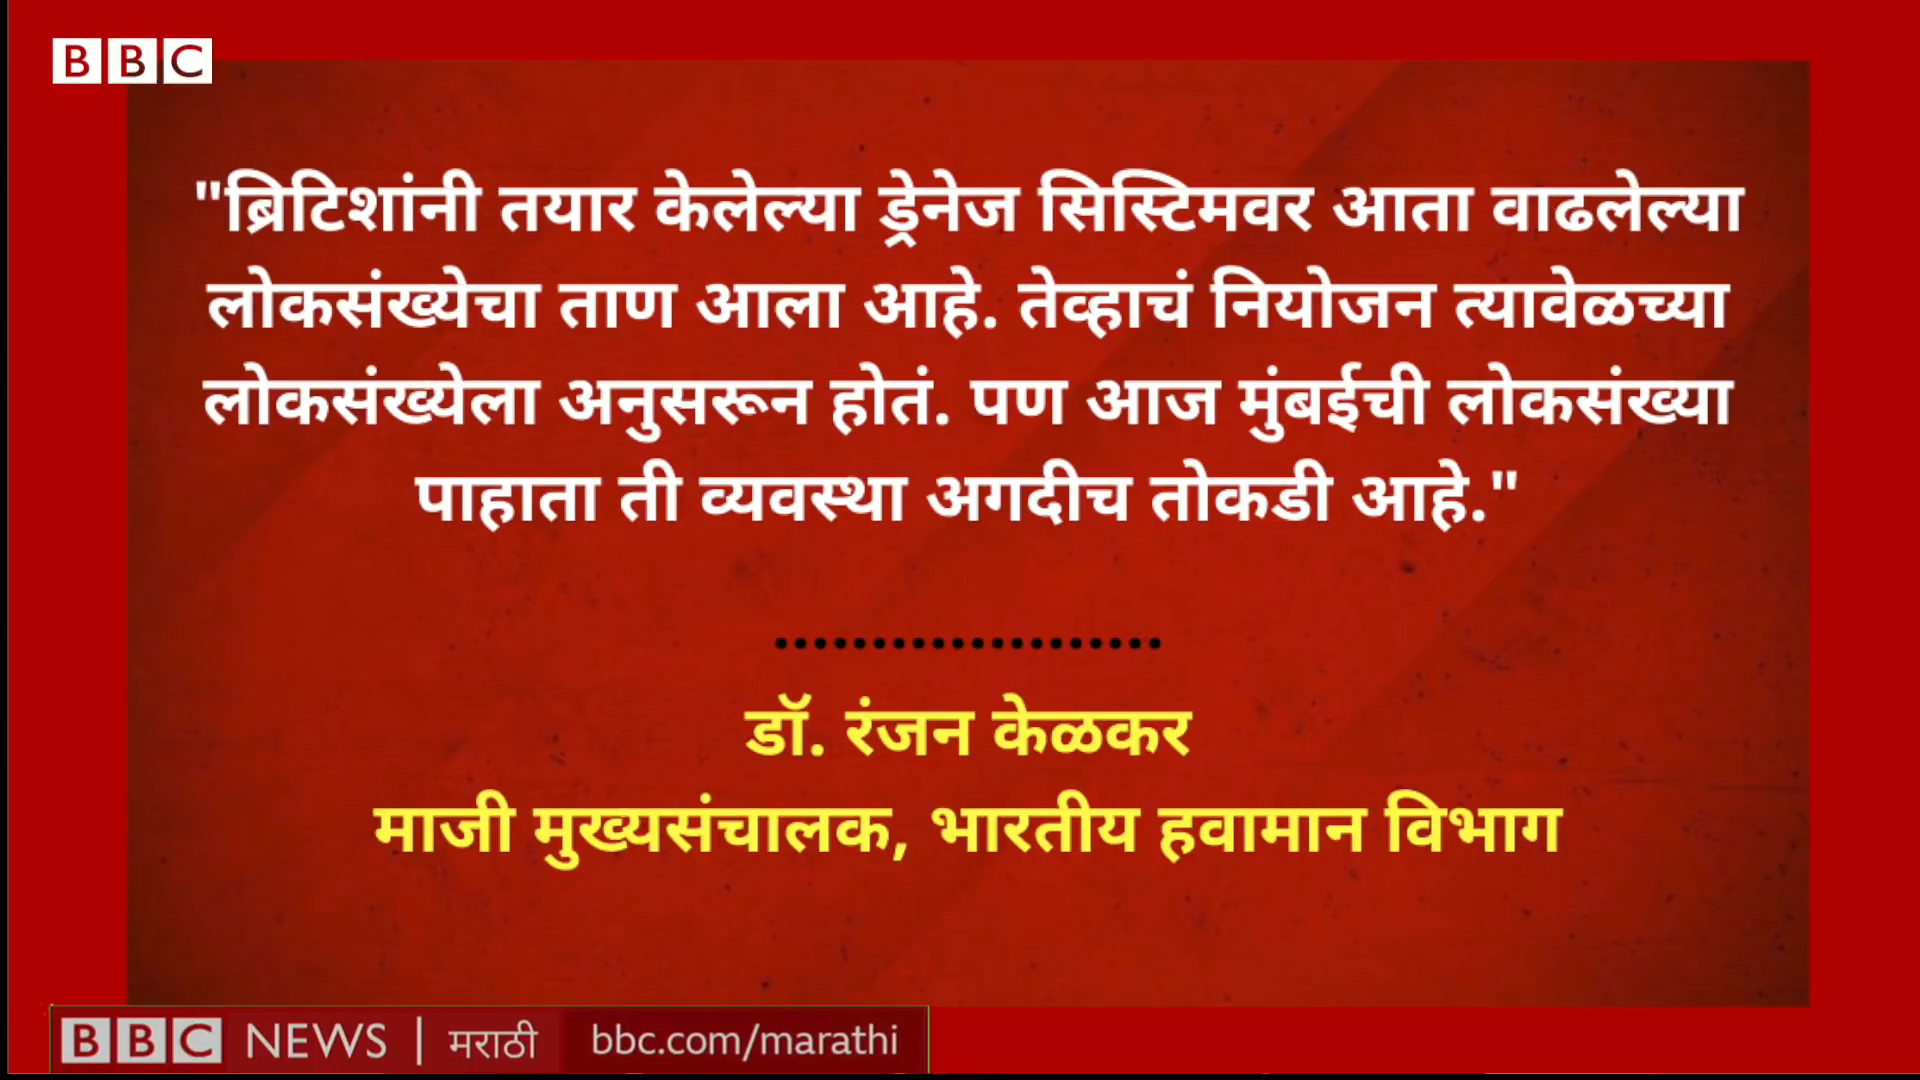 BBC
"ब्रिटिशांनी तयार केलेल्या ड्रेनेज सिस्टिमवर आता वाढलेल्या
लोकसंख्येचा ताण आला आहे. तेव्हाचं नियोजन त्यावेळच्या
लोकसंख्येला अनुसरून होतं. पण आज मुंबईची लोकसंख्या
पाहाता ती व्यवस्था अगदीच तोकडी आहे."
....................
डॉ. रंजन केळकर
माजी मुख्यसंचालक, भारतीय हवामान विभाग
BBC NEWS | मराठी bbc.com/marathi